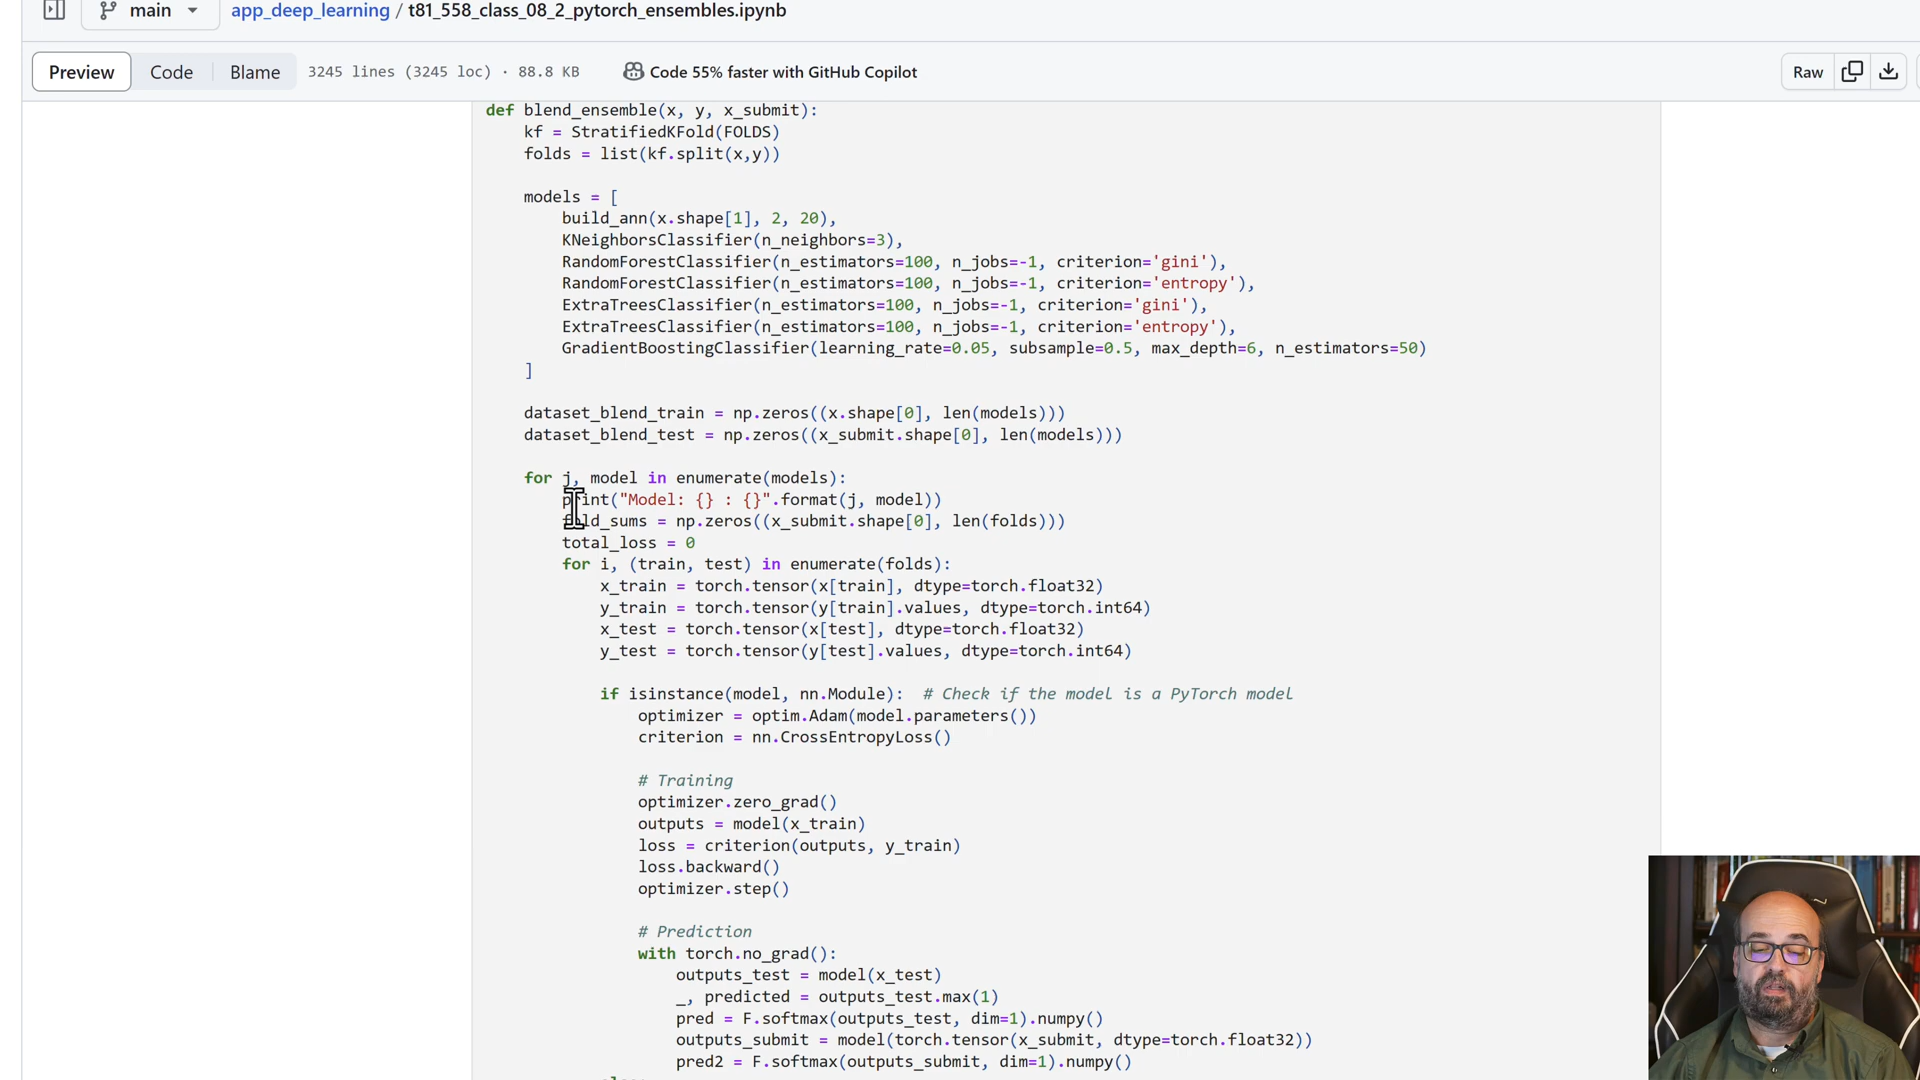 main
app_deep_learning / t81_558_class_08_2_pytorch_ensembles.ipynb
Preview Code Blame 3245 lines (3245 loc) · 88.8 KB Code 55% faster with GitHub Copilot Raw
def blend_ensemble(x, y, x_submit):
    kf = StratifiedKFold(FOLDS)
    folds = list(kf.split(x,y))
    models = [
        build_ann(x.shape[1], 2, 20),
        KNeighborsClassifier(n_neighbors=3),
        RandomForestClassifier(n_estimators=100, n_jobs=-1, criterion='gini'),
        RandomForestClassifier(n_estimators=100, n_jobs=-1, criterion='entropy'),
        ExtraTreesClassifier(n_estimators=100, n_jobs=-1, criterion='gini'),
        ExtraTreesClassifier(n_estimators=100, n_jobs=-1, criterion='entropy'),
        GradientBoostingClassifier(learning_rate=0.05, subsample=0.5, max_depth=6, n_estimators=50)
    ]
    dataset_blend_train = np.zeros((x.shape[0], len(models)))
    dataset_blend_test = np.zeros((x_submit.shape[0], len(models)))
    for j, model in enumerate(models):
        print("Model: {} : {}".format(j, model))
        fold_sums = np.zeros((x_submit.shape[0], len(folds)))
        total_loss = 0
        for i, (train, test) in enumerate(folds):
            x_train = torch.tensor(x[train], dtype=torch.float32)
            y_train = torch.tensor(y[train].values, dtype=torch.int64)
            x_test = torch.tensor(x[test], dtype=torch.float32)
            y_test = torch.tensor(y[test].values, dtype=torch.int64)
            if isinstance(model, nn.Module):  # Check if the model is a PyTorch model
                optimizer = optim.Adam(model.parameters())
                criterion = nn.CrossEntropyLoss()
                # Training
                optimizer.zero_grad()
                outputs = model(x_train)
                loss = criterion(outputs, y_train)
                loss.backward()
                optimizer.step()
                # Prediction
                with torch.no_grad():
                    outputs_test = model(x_test)
                    _, predicted = outputs_test.max(1)
                    pred = F.softmax(outputs_test, dim=1).numpy()
                    outputs_submit = model(torch.tensor(x_submit, dtype=torch.float32))
                    pred2 = F.softmax(outputs_submit, dim=1).numpy()